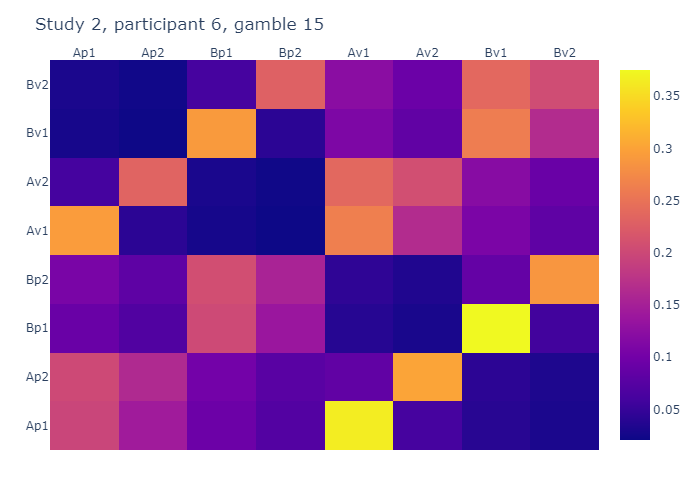 Study 2, participant 6, gamble 15
Ap1 Ap2 Bp1 Bp2 Av1 Av2 Bv1 Bv2
Bv2
Bv1
Av2
Av1
Bp2
Bp1
Ap2
Ap1
0.35
0.3
0.25
0.2
0.15
0.1
0.05